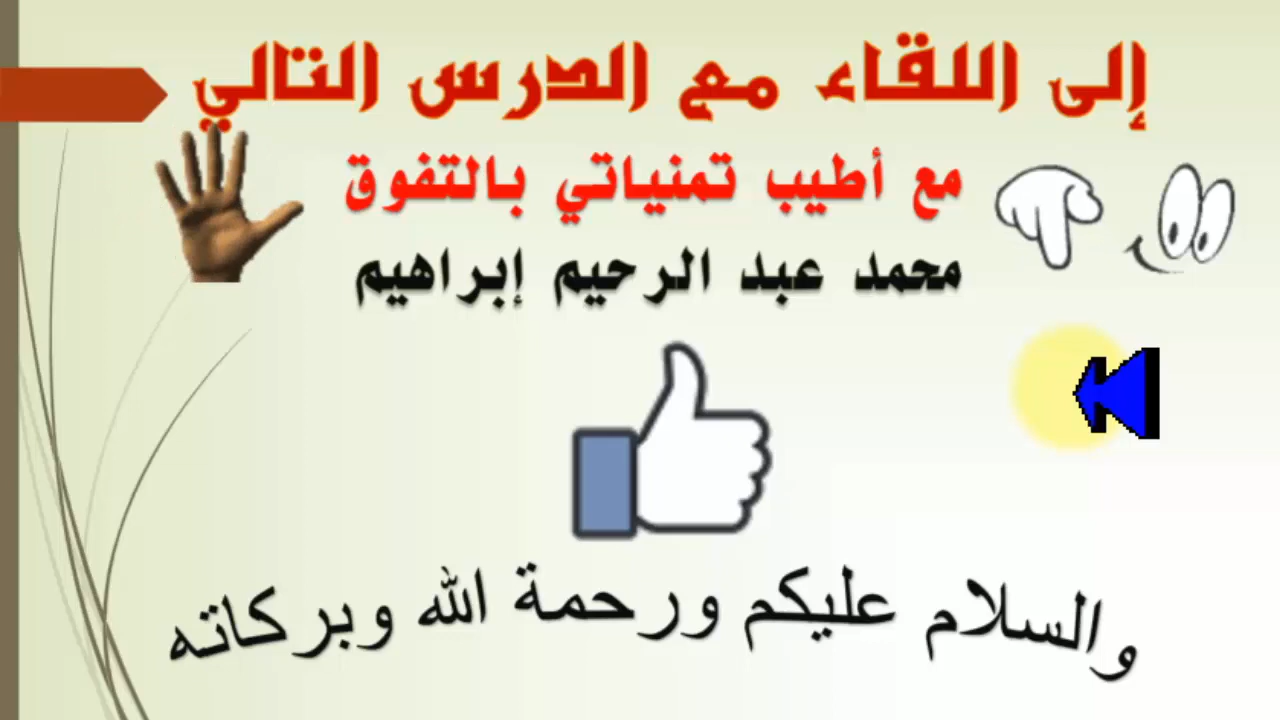 إلى اللقاء مع الدرس التالي
مع أطيب تمنياتي بالتفوق
محمد عبد الرحيم إبراهيم
والسلام عليكم ورحمة الله وبركاته